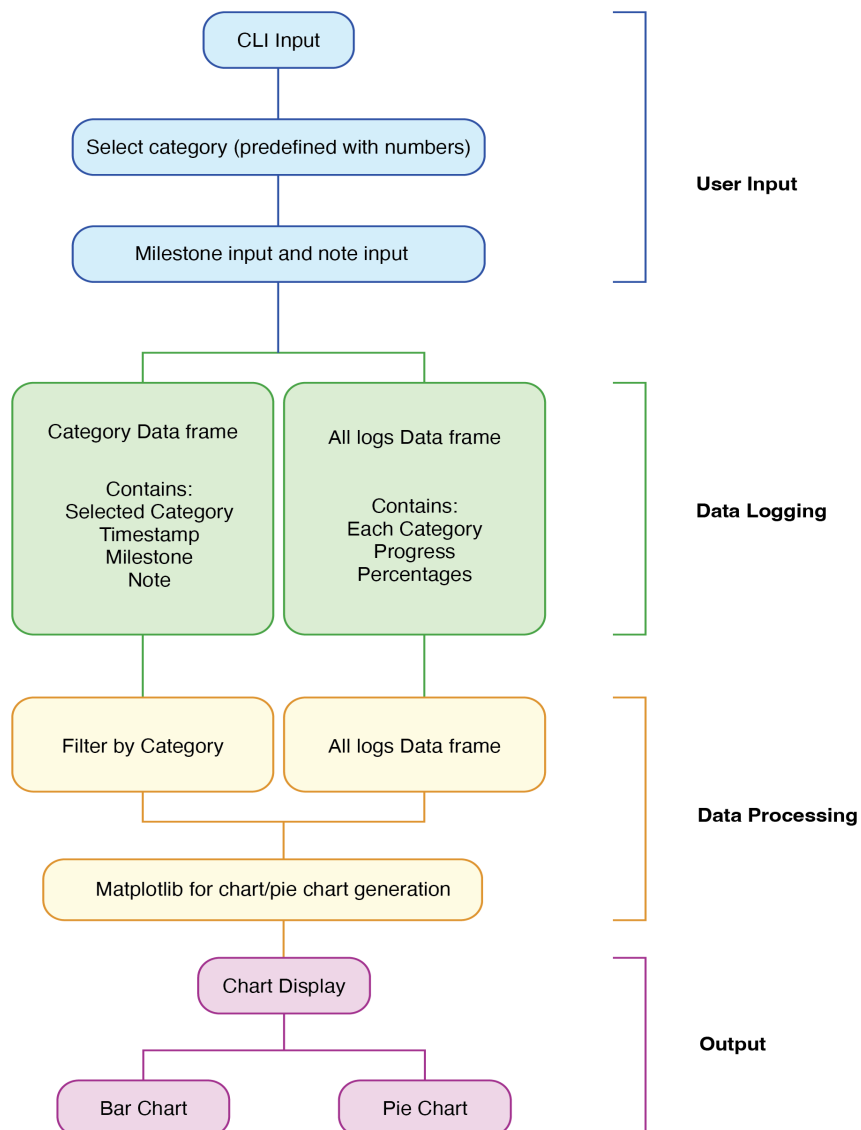 CLI Input
Select category (predefined with numbers)
User Input
Milestone input and note input
Category Data frame
Contains:
Selected Category
Timestamp
Milestone
Note
All logs Data frame
Contains:
Each Category
Progress
Percentages
Data Logging
Filter by Category
All logs Data frame
Data Processing
Matplotlib for chart/pie chart generation
Chart Display
Output
Bar Chart
Pie Chart